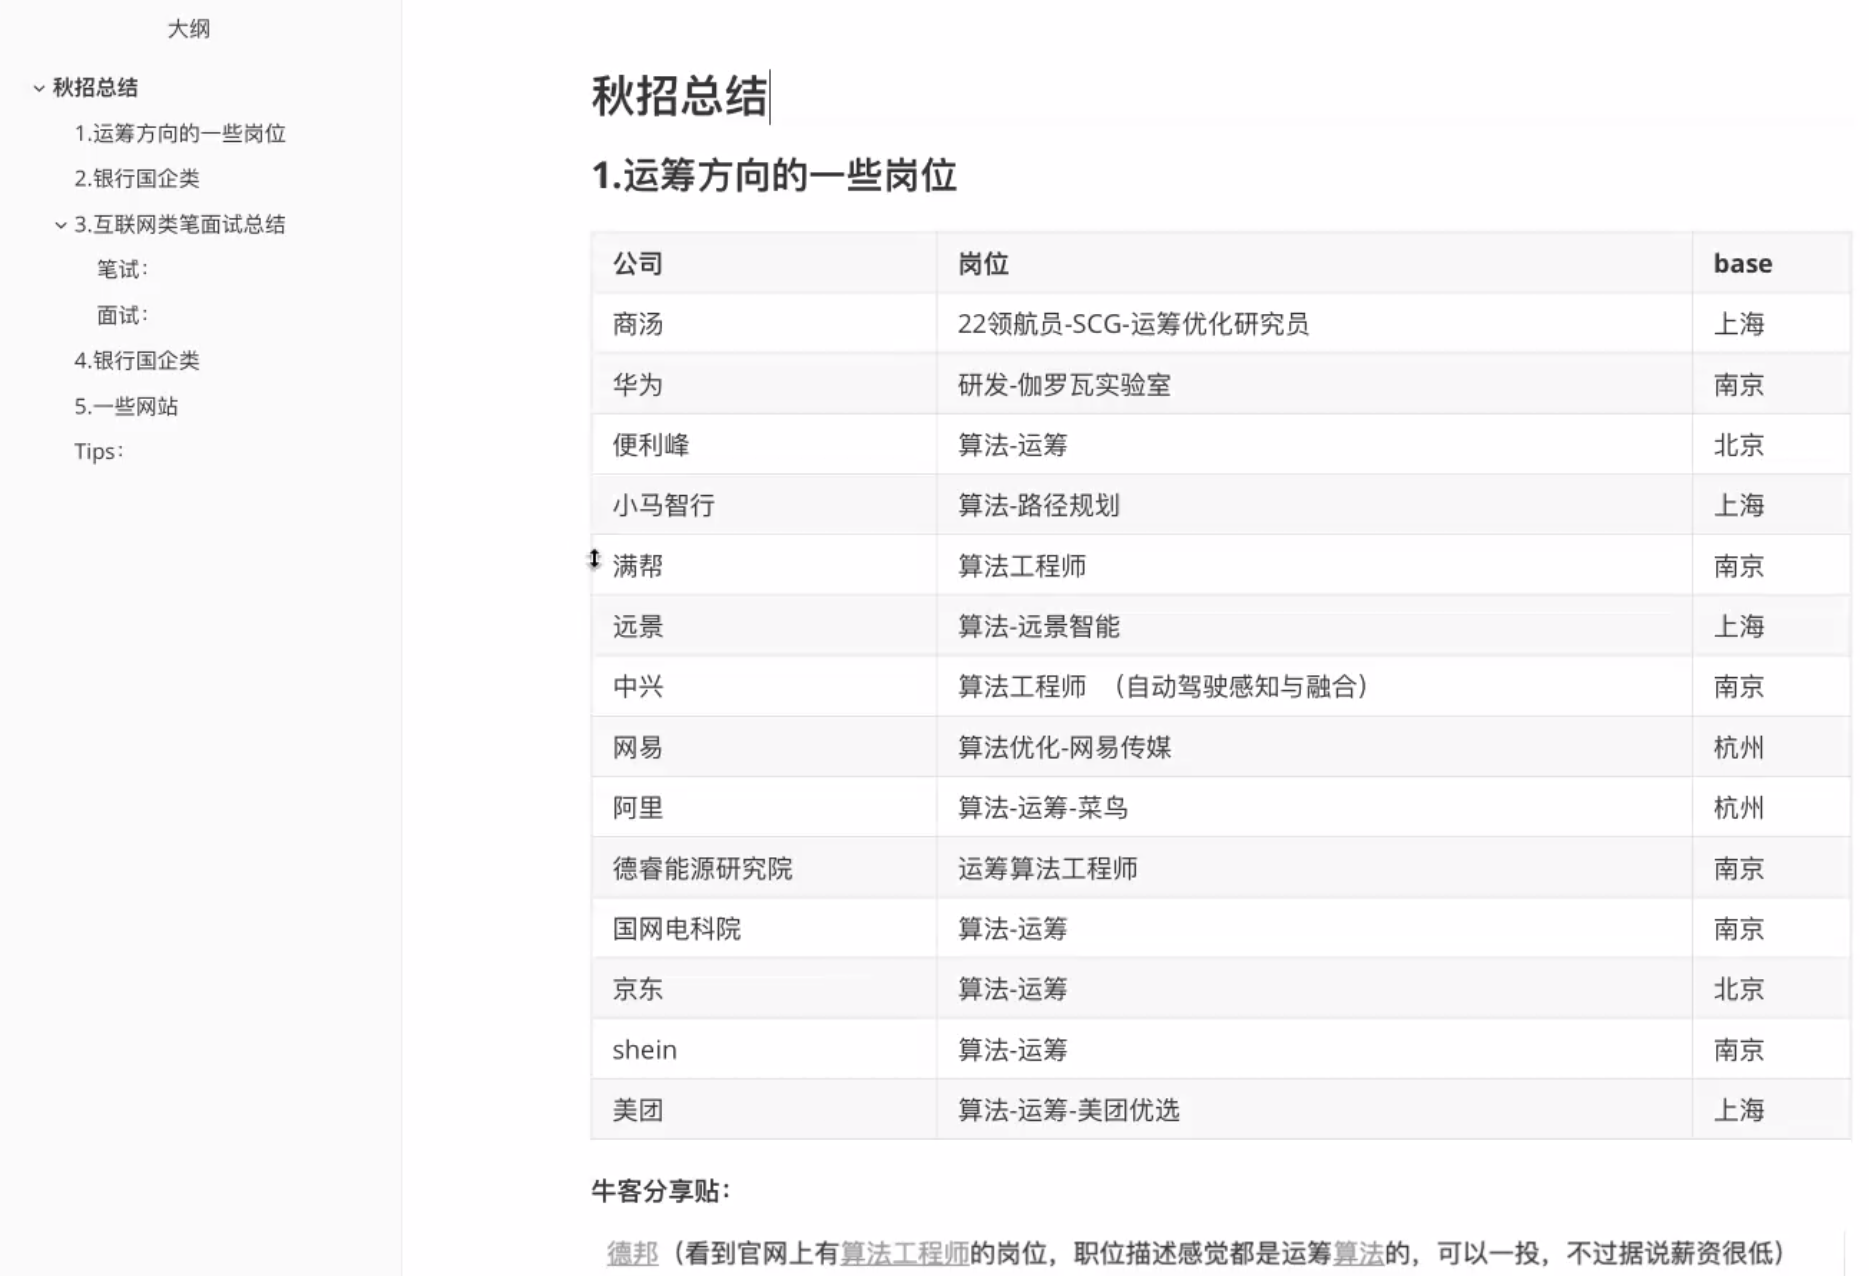 大纲
秋招总结
1.运筹方向的一些岗位
2.银行国企类
3.互联网类笔面试总结
笔试：
面试：
4.银行国企类
5.一些网站
Tips：
秋招总结
1.运筹方向的一些岗位
公司 岗位 base
商汤 22领航员-SCG-运筹优化研究员 上海
华为 研发-伽罗瓦实验室 南京
便利峰 算法-运筹 北京
小马智行 算法-路径规划 上海
满帮 算法工程师 南京
远景 算法-远景智能 上海
中兴 算法工程师 （自动驾驶感知与融合） 南京
网易 算法优化-网易传媒 杭州
阿里 算法-运筹-菜鸟 杭州
德睿能源研究院 运筹算法工程师 南京
国网电科院 算法-运筹 南京
京东 算法-运筹 北京
shein 算法-运筹 南京
美团 算法-运筹-美团优选 上海
牛客分享贴：
德邦（看到官网上有算法工程师的岗位，职位描述感觉都是运筹算法的，可以一投，不过据说薪资很低）